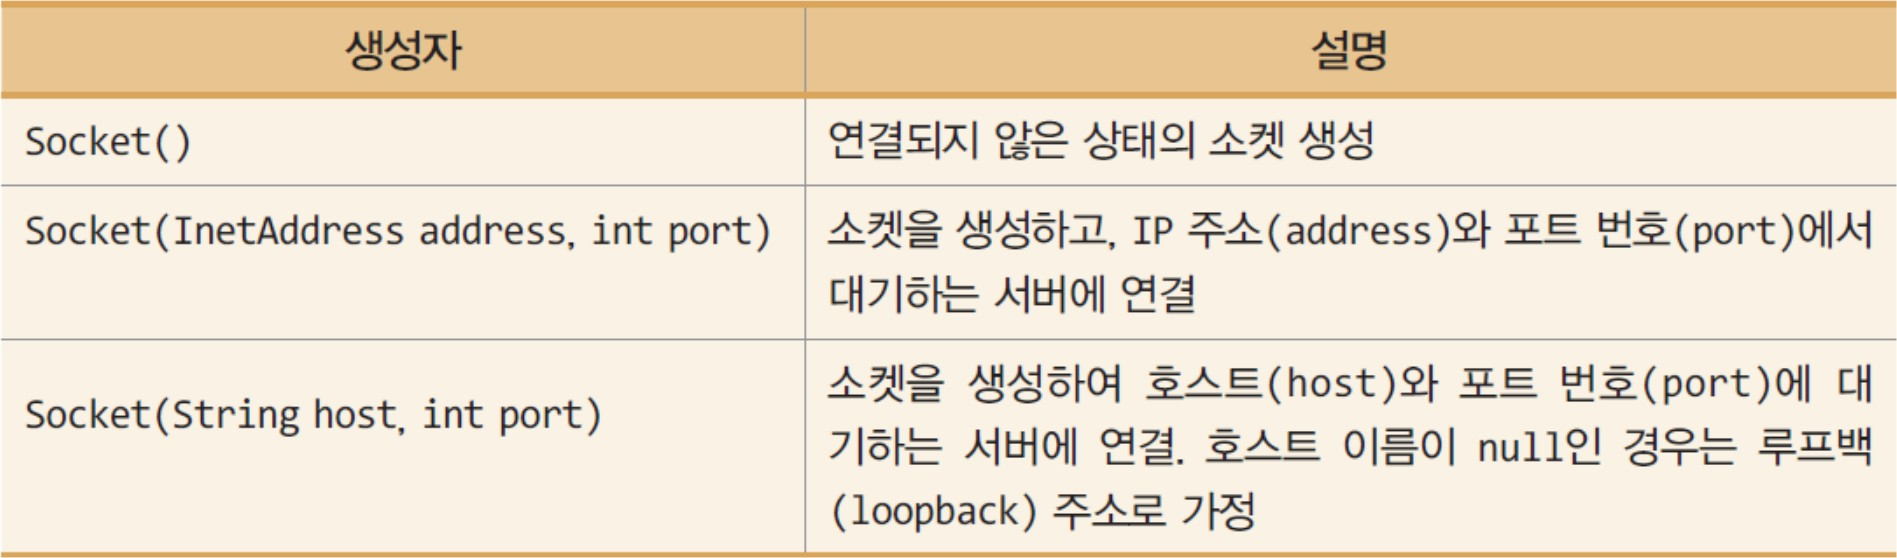 생성자
설명
Socket()
연결되지 않은 상태의 소켓 생성
Socket(InetAddress address, int port)
소켓을 생성하고, IP 주소(address)와 포트 번호(port)에서
대기하는 서버에 연결
Socket(String host, int port)
소켓을 생성하여 호스트(host)와 포트 번호(port)에 대
기하는 서버에 연결. 호스트 이름이 null인 경우는 루프백
(loopback) 주소로 가정